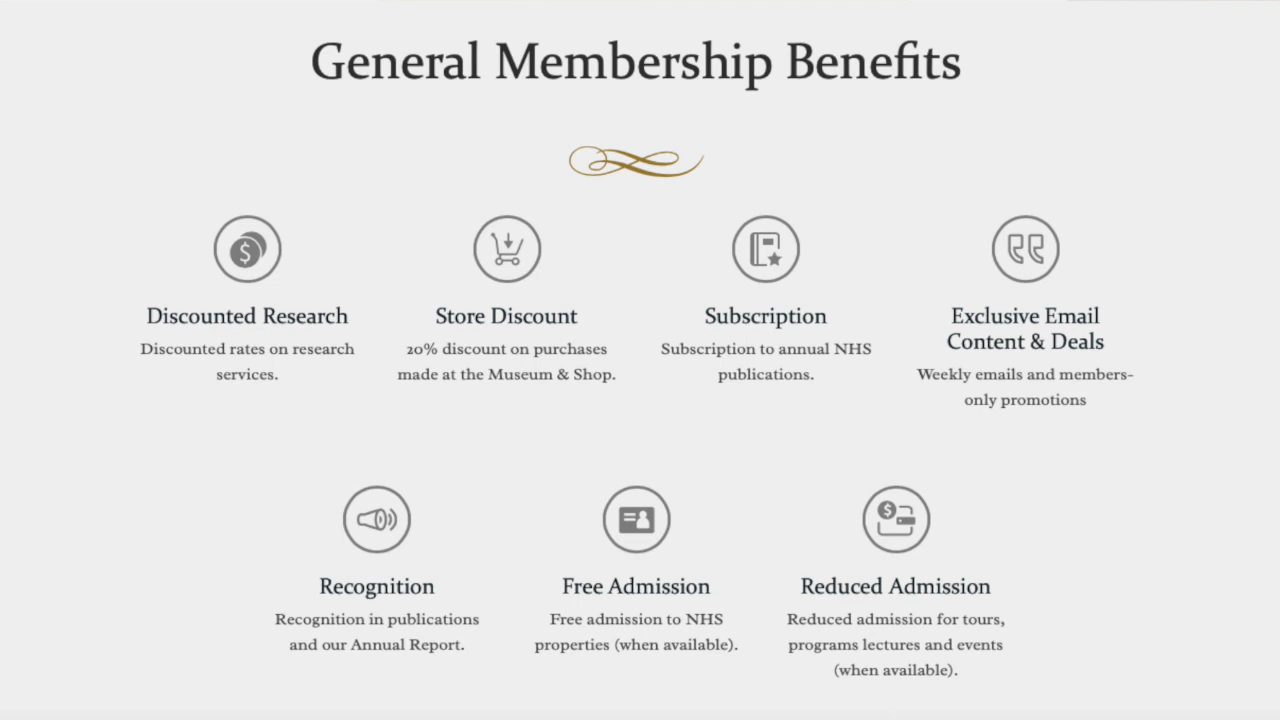 General Membership Benefits
Discounted Research
Discounted rates on research
services.
Store Discount
20% discount on purchases
made at the Museum & Shop.
Subscription
Subscription to annual NHS
publications.
Exclusive Email
Content & Deals
Weekly emails and members-
only promotions
Recognition
Recognition in publications
and our Annual Report.
Free Admission
Free admission to NHS
properties (when available).
Reduced Admission
Reduced admission for tours,
programs lectures and events
(when available).